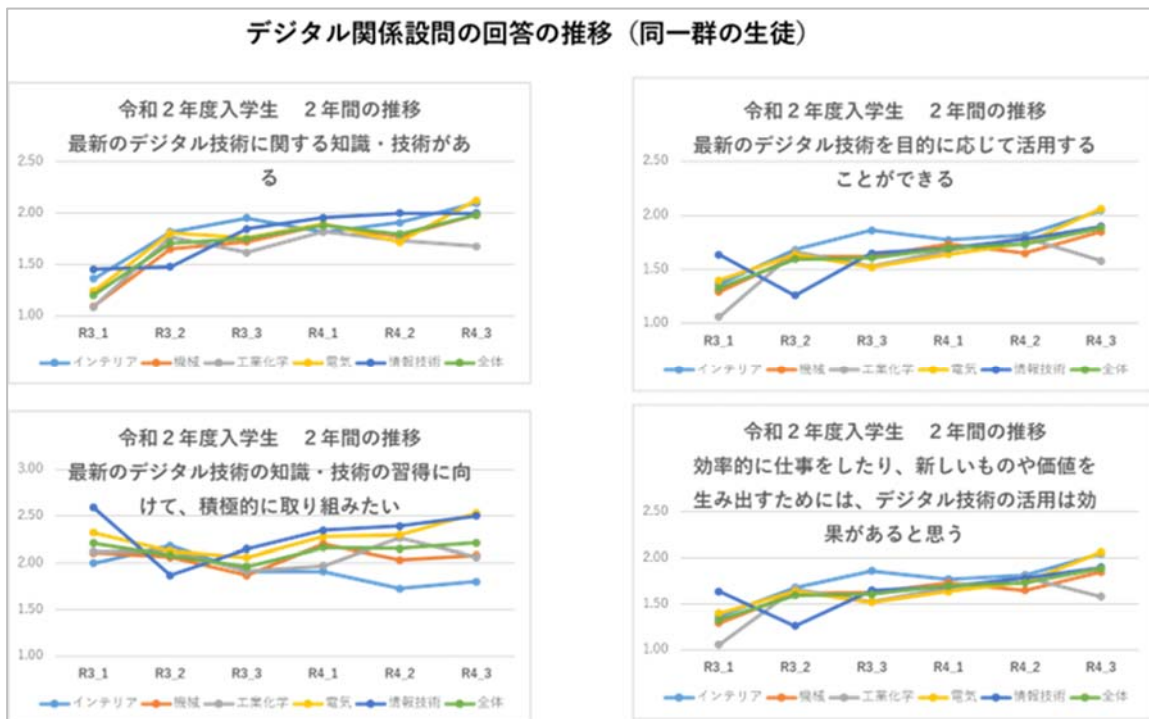 デジタル関係設問の回答の推移（同一群の生徒）
令和２年度入学生　２年間の推移
最新のデジタル技術に関する知識・技術があ
る
2.50
2.00
1.50
1.00
R3_1 R3_2 R3_3 R4_1 R4_2 R4_3
インテリア 機械 工業化学 電気 情報技術 全体
令和２年度入学生　２年間の推移
最新のデジタル技術を目的に応じて活用する
ことができる
2.50
2.00
1.50
1.00
R3_1 R3_2 R3_3 R4_1 R4_2 R4_3
インテリア 機械 工業化学 電気 情報技術 全体
令和２年度入学生　２年間の推移
最新のデジタル技術の知識・技術の習得に向
けて、積極的に取り組みたい
3.00
2.50
2.00
1.50
1.00
R3_1 R3_2 R3_3 R4_1 R4_2 R4_3
インテリア 機械 工業化学 電気 情報技術 全体
令和２年度入学生　２年間の推移
効率的に仕事をしたり、新しいものや価値を
生み出すためには、デジタル技術の活用は効
果があると思う
2.50
2.00
1.50
1.00
R3_1 R3_2 R3_3 R4_1 R4_2 R4_3
インテリア 機械 工業化学 電気 情報技術 全体